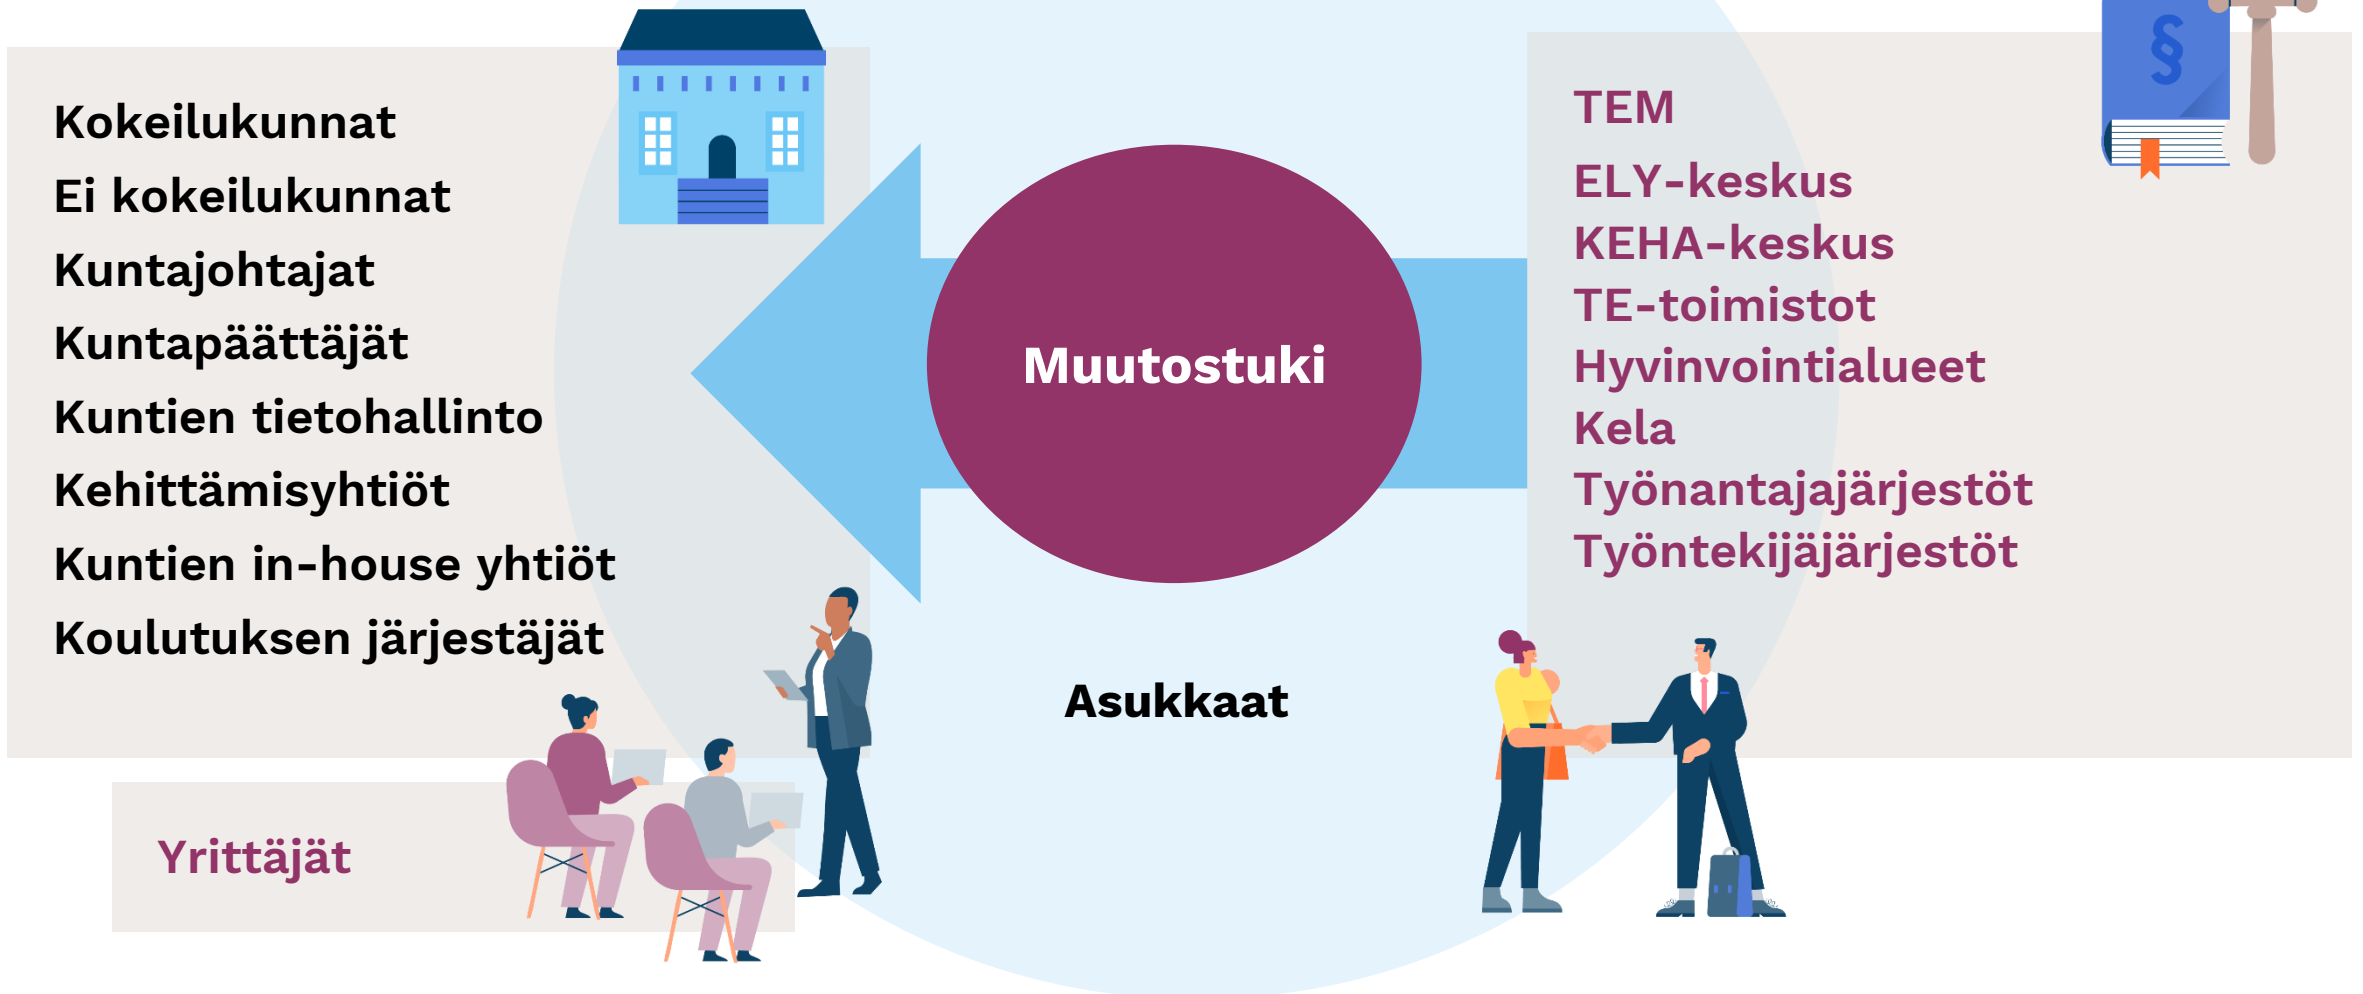 Kokeilukunnat
Ei kokeilukunnat
Kuntajohtajat
Kuntapäättäjät
Kuntien tietohallinto
Kehittämisyhtiöt
Kuntien in-house yhtiöt
Koulutuksen järjestäjät
Yrittäjät
Muutostuki
Asukkaat
§
TEM
ELY-keskus
KEHA-keskus
TE-toimistot
Hyvinvointialueet
Kela
Työnantajajärjestöt
Työntekijäjärjestöt